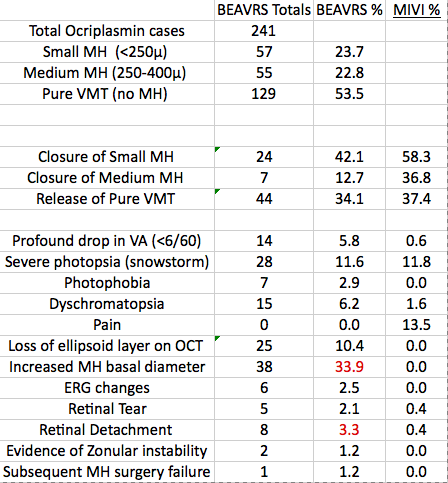 BEAVRS Totals BEAVRS % MIVI %
Total Ocriplasmin cases 241
Small MH (<250µ) 57 23.7
Medium MH (250-400µ) 55 22.8
Pure VMT (no MH) 129 53.5
Closure of Small MH 24 42.1 58.3
Closure of Medium MH 7 12.7 36.8
Release of Pure VMT 44 34.1 37.4
Profound drop in VA (<6/60) 14 5.8 0.6
Severe photopsia (snowstorm) 28 11.6 11.8
Photophobia 7 2.9 0.0
Dyschromatopsia 15 6.2 1.6
Pain 0 0.0 13.5
Loss of ellipsoid layer on OCT 25 10.4 0.0
Increased MH basal diameter 38 33.9 0.0
ERG changes 6 2.5 0.0
Retinal Tear 5 2.1 0.4
Retinal Detachment 8 3.3 0.4
Evidence of Zonular instability 2 1.2 0.0
Subsequent MH surgery failure 1 1.2 0.0